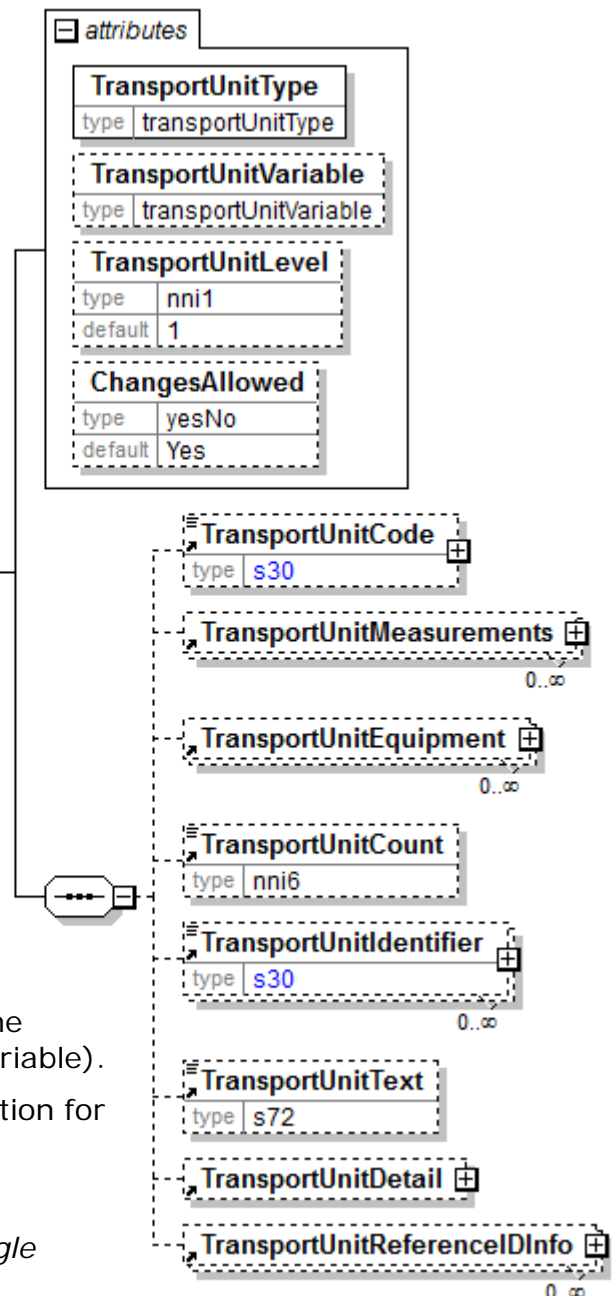 attributes
TransportUnitType
type transportUnitType
TransportUnitVariable
type transportUnitVariable
TransportUnitLevel
type nni1
default 1
ChangesAllowed
type yesNo
default Yes
TransportUnitCode
type s30
TransportUnitMeasurements
0..∞
TransportUnitEquipment
0..∞
TransportUnitCount
type nni6
TransportUnitIdentifier
type s30
0..∞
ne
riable).
TransportUnitText
type s72
tion for
TransportUnitDetail
gle
TransportUnitReferenceIDInfo
0..∞